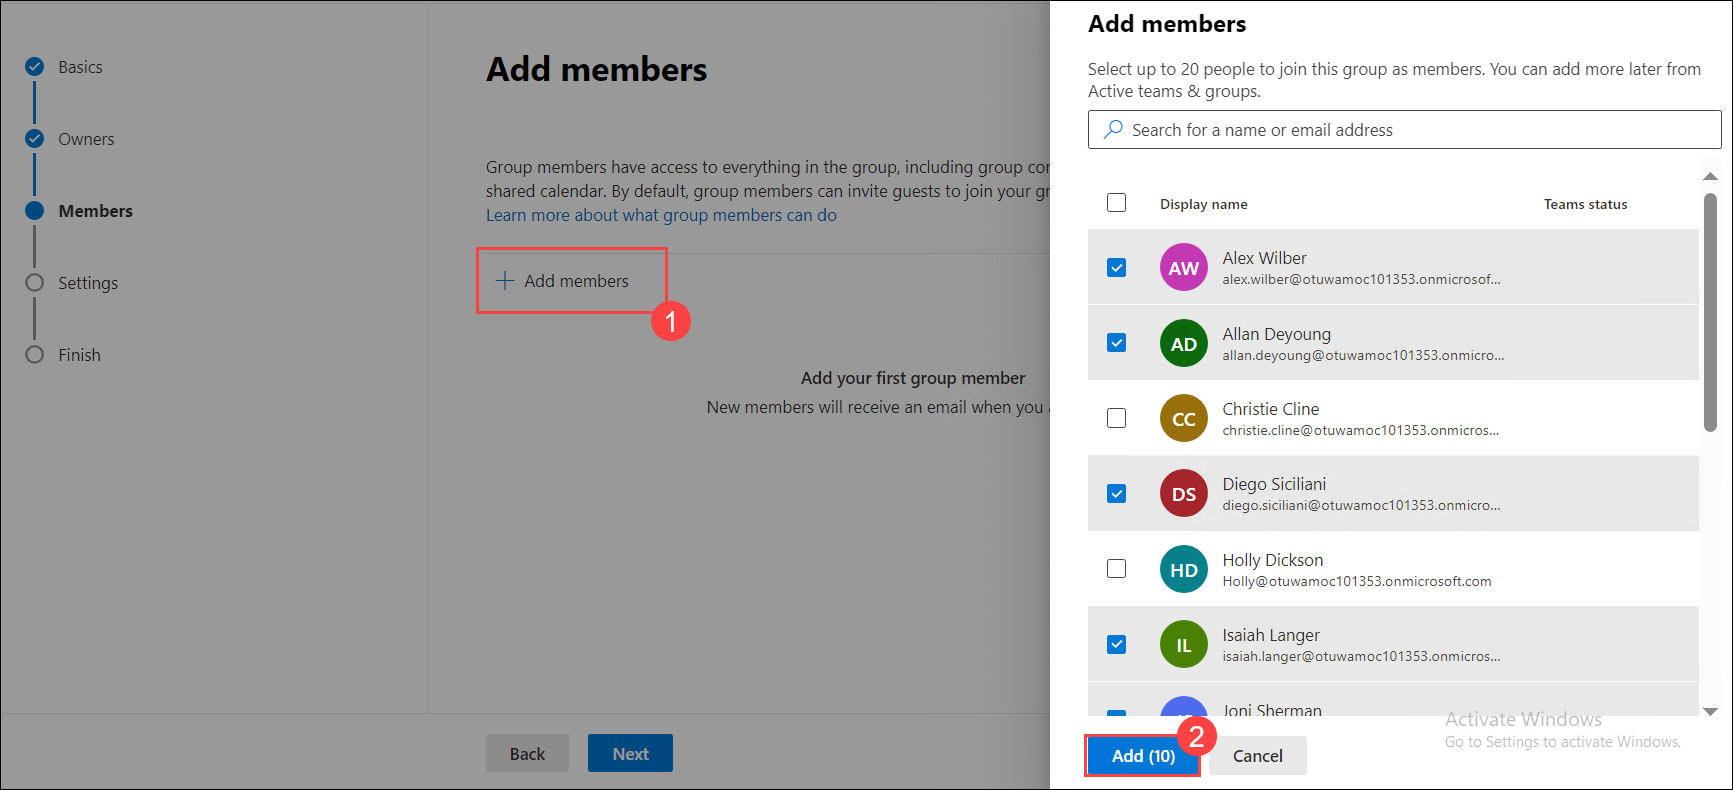 Basics
Owners
Members
Settings
Finish
Add members
Group members have access to everything in the group, including group co
shared calendar. By default, group members can invite guests to join your g
Learn more about what group members can do
Add members
1
Add your first group member
New members will receive an email when you
Back
Next
Add members
Select up to 20 people to join this group as members. You can add more later from
Active teams & groups.
Search for a name or email address
Display name Teams status
AW
Alex Wilber
alex.wilber@otuwamoc101353.onmicrosof...
AD
Allan Deyoung
allan.deyoung@otuwamoc101353.onmicro...
CC
Christie Cline
christie.cline@otuwamoc101353.onmicros...
DS
Diego Siciliani
diego.siciliani@otuwamoc101353.onmicro...
HD
Holly Dickson
Holly@otuwamoc101353.onmicrosoft.com
IL
Isaiah Langer
isaiah.langer@otuwamoc101353.onmicros...
Joni Sherman
Activate Windows
Go to Settings to activate Windows.
2
Add (10)
Cancel